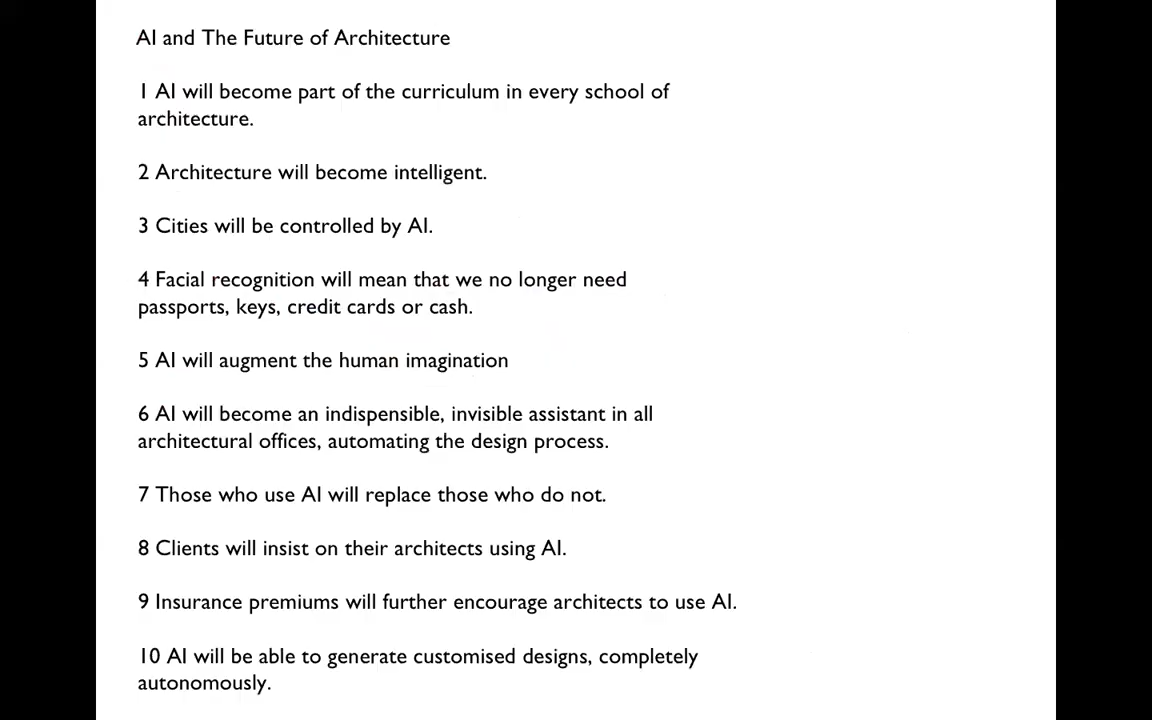 AI and The Future of Architecture
1 AI will become part of the curriculum in every school of
architecture.
2 Architecture will become intelligent.
3 Cities will be controlled by AI.
4 Facial recognition will mean that we no longer need
passports, keys, credit cards or cash.
5 AI will augment the human imagination
6 AI will become an indispensible, invisible assistant in all
architectural offices, automating the design process.
7 Those who use AI will replace those who do not.
8 Clients will insist on their architects using AI.
9 Insurance premiums will further encourage architects to use AI.
10 AI will be able to generate customised designs, completely
autonomously.